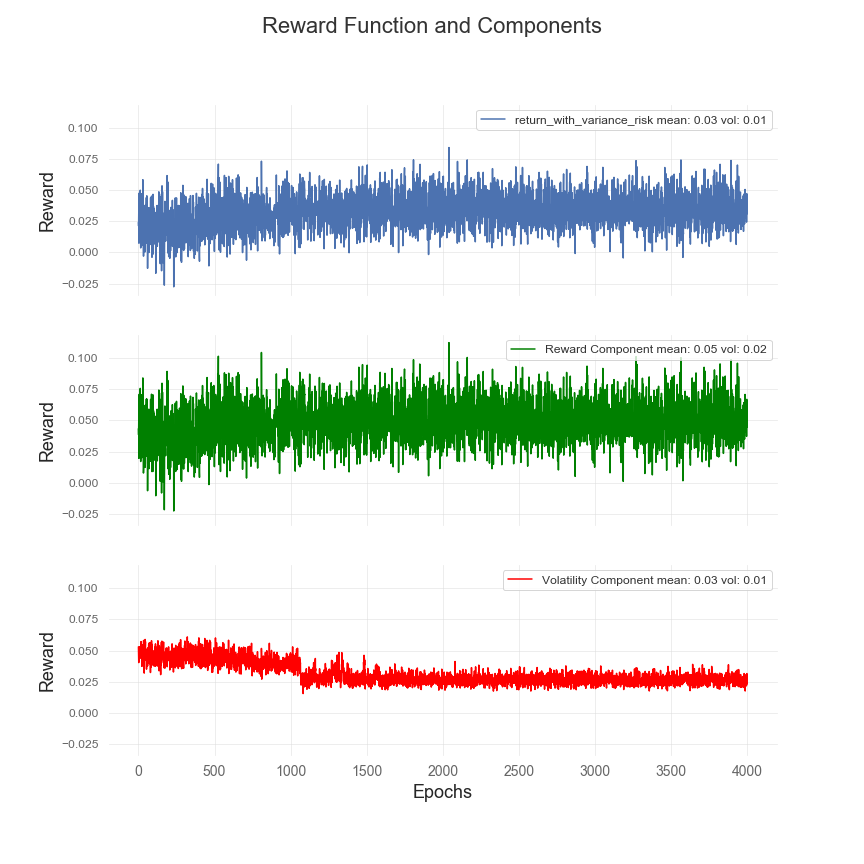 Reward Function and Components
return_with_variance_risk mean: 0.03 vol: 0.01
0.100
0.075
0.050
0.025
0.000
−0.025
Reward
Reward Component mean: 0.05 vol: 0.02
0.100
0.075
0.050
0.025
0.000
−0.025
Reward
Volatility Component mean: 0.03 vol: 0.01
0.100
0.075
0.050
0.025
0.000
−0.025
Reward
0 500 1000 1500 2000 2500 3000 3500 4000
Epochs